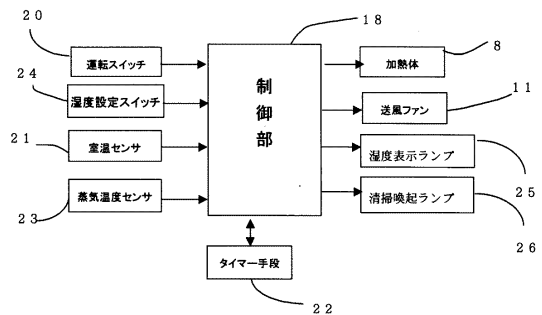 20
18
8
運転スイッチ
加熱体
24
湿度設定スイッチ
制御部
11
送風ファン
21
室温センサ
湿度表示ランプ
25
23
蒸気温度センサ
清掃喚起ランプ
26
タイマー手段
22